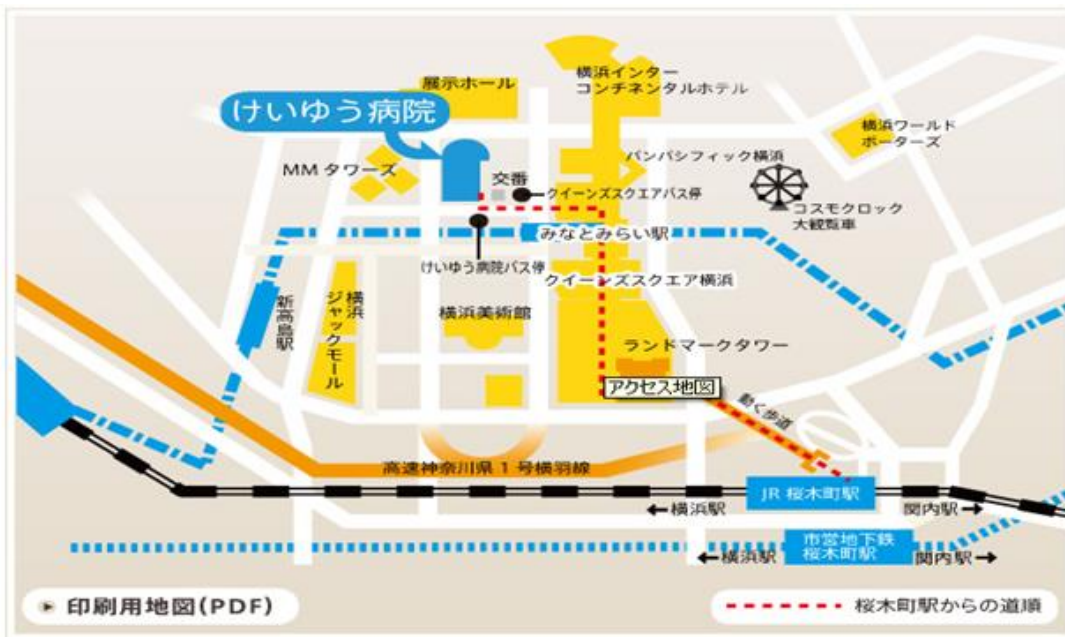 展示ホール
横浜インター
コンチネンタルホテル
けいゆう病院
横浜ワールド
ポーターズ
MMタワーズ
交番
パンパシフィック横浜
クイーンズスクエアバス停
コスモクロック
大観覧車
みなとみらい駅
けいゆう病院バス停
クイーンズスクエア横浜
新高島駅
横浜
ジャックモール
横浜美術館
ランドマークタワー
アクセス地図
動く歩道
高速神奈川県1号横羽線
JR 桜木町駅
←横浜駅
関内駅→
市営地下鉄
桜木町駅
←横浜駅
関内駅→
印刷用地図(PDF)
桜木町駅からの道順